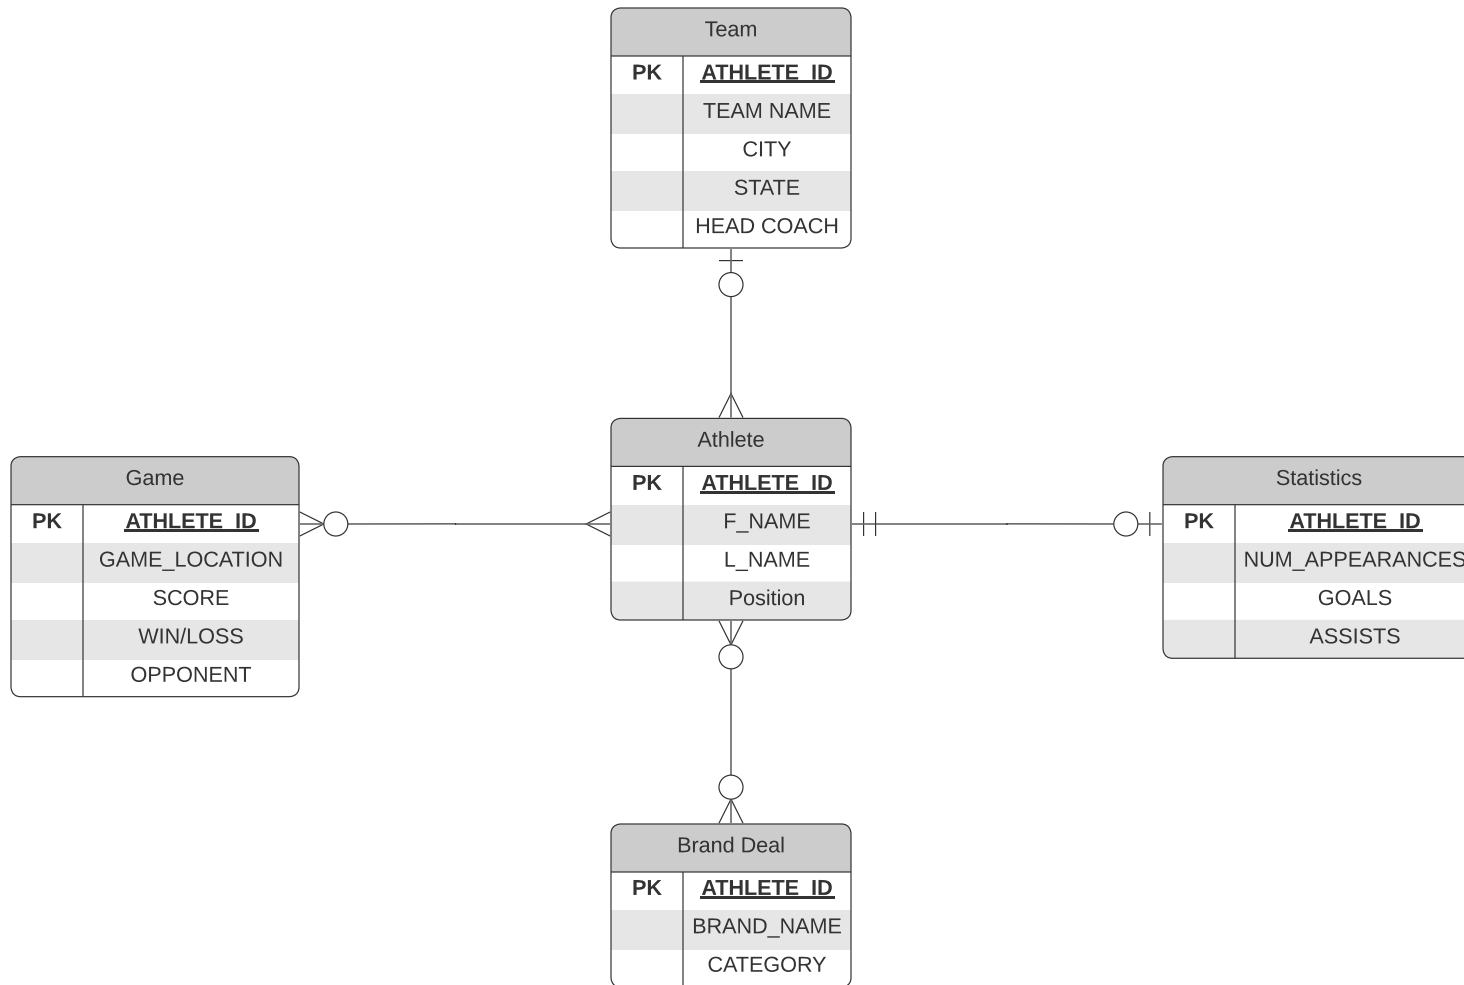 Team
PK ATHLETE_ID
TEAM NAME
CITY
STATE
HEAD COACH
Athlete
PK ATHLETE_ID
F_NAME
L_NAME
Position
Game
PK ATHLETE_ID
GAME_LOCATION
SCORE
WIN/LOSS
OPPONENT
Statistics
PK ATHLETE_ID
NUM_APPEARANCES
GOALS
ASSISTS
Brand Deal
PK ATHLETE_ID
BRAND_NAME
CATEGORY